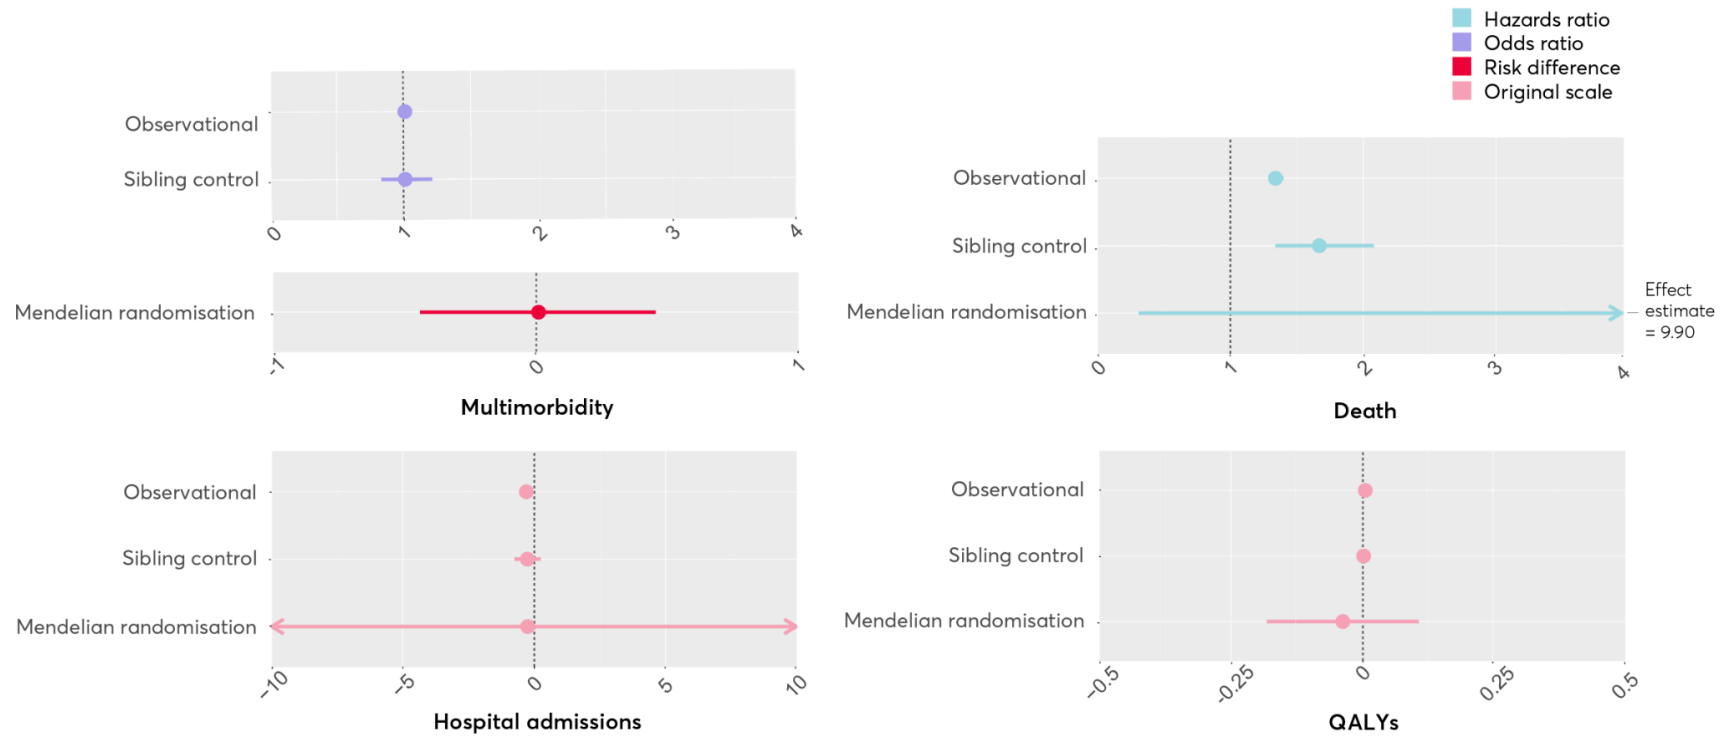 Hazards ratio
Odds ratio
Risk difference
Original scale
Observational
Sibling control
0 1 2 3 4
Mendelian randomisation
-1 0 1
Multimorbidity
Observational
Sibling control
Mendelian randomisation
Effect
estimate
= 9.90
0 1 2 3 4
Death
Observational
Sibling control
Mendelian randomisation
-10 -5 0 5 10
Hospital admissions
Observational
Sibling control
Mendelian randomisation
-0.5 -0.25 0 0.25 0.5
QALYs